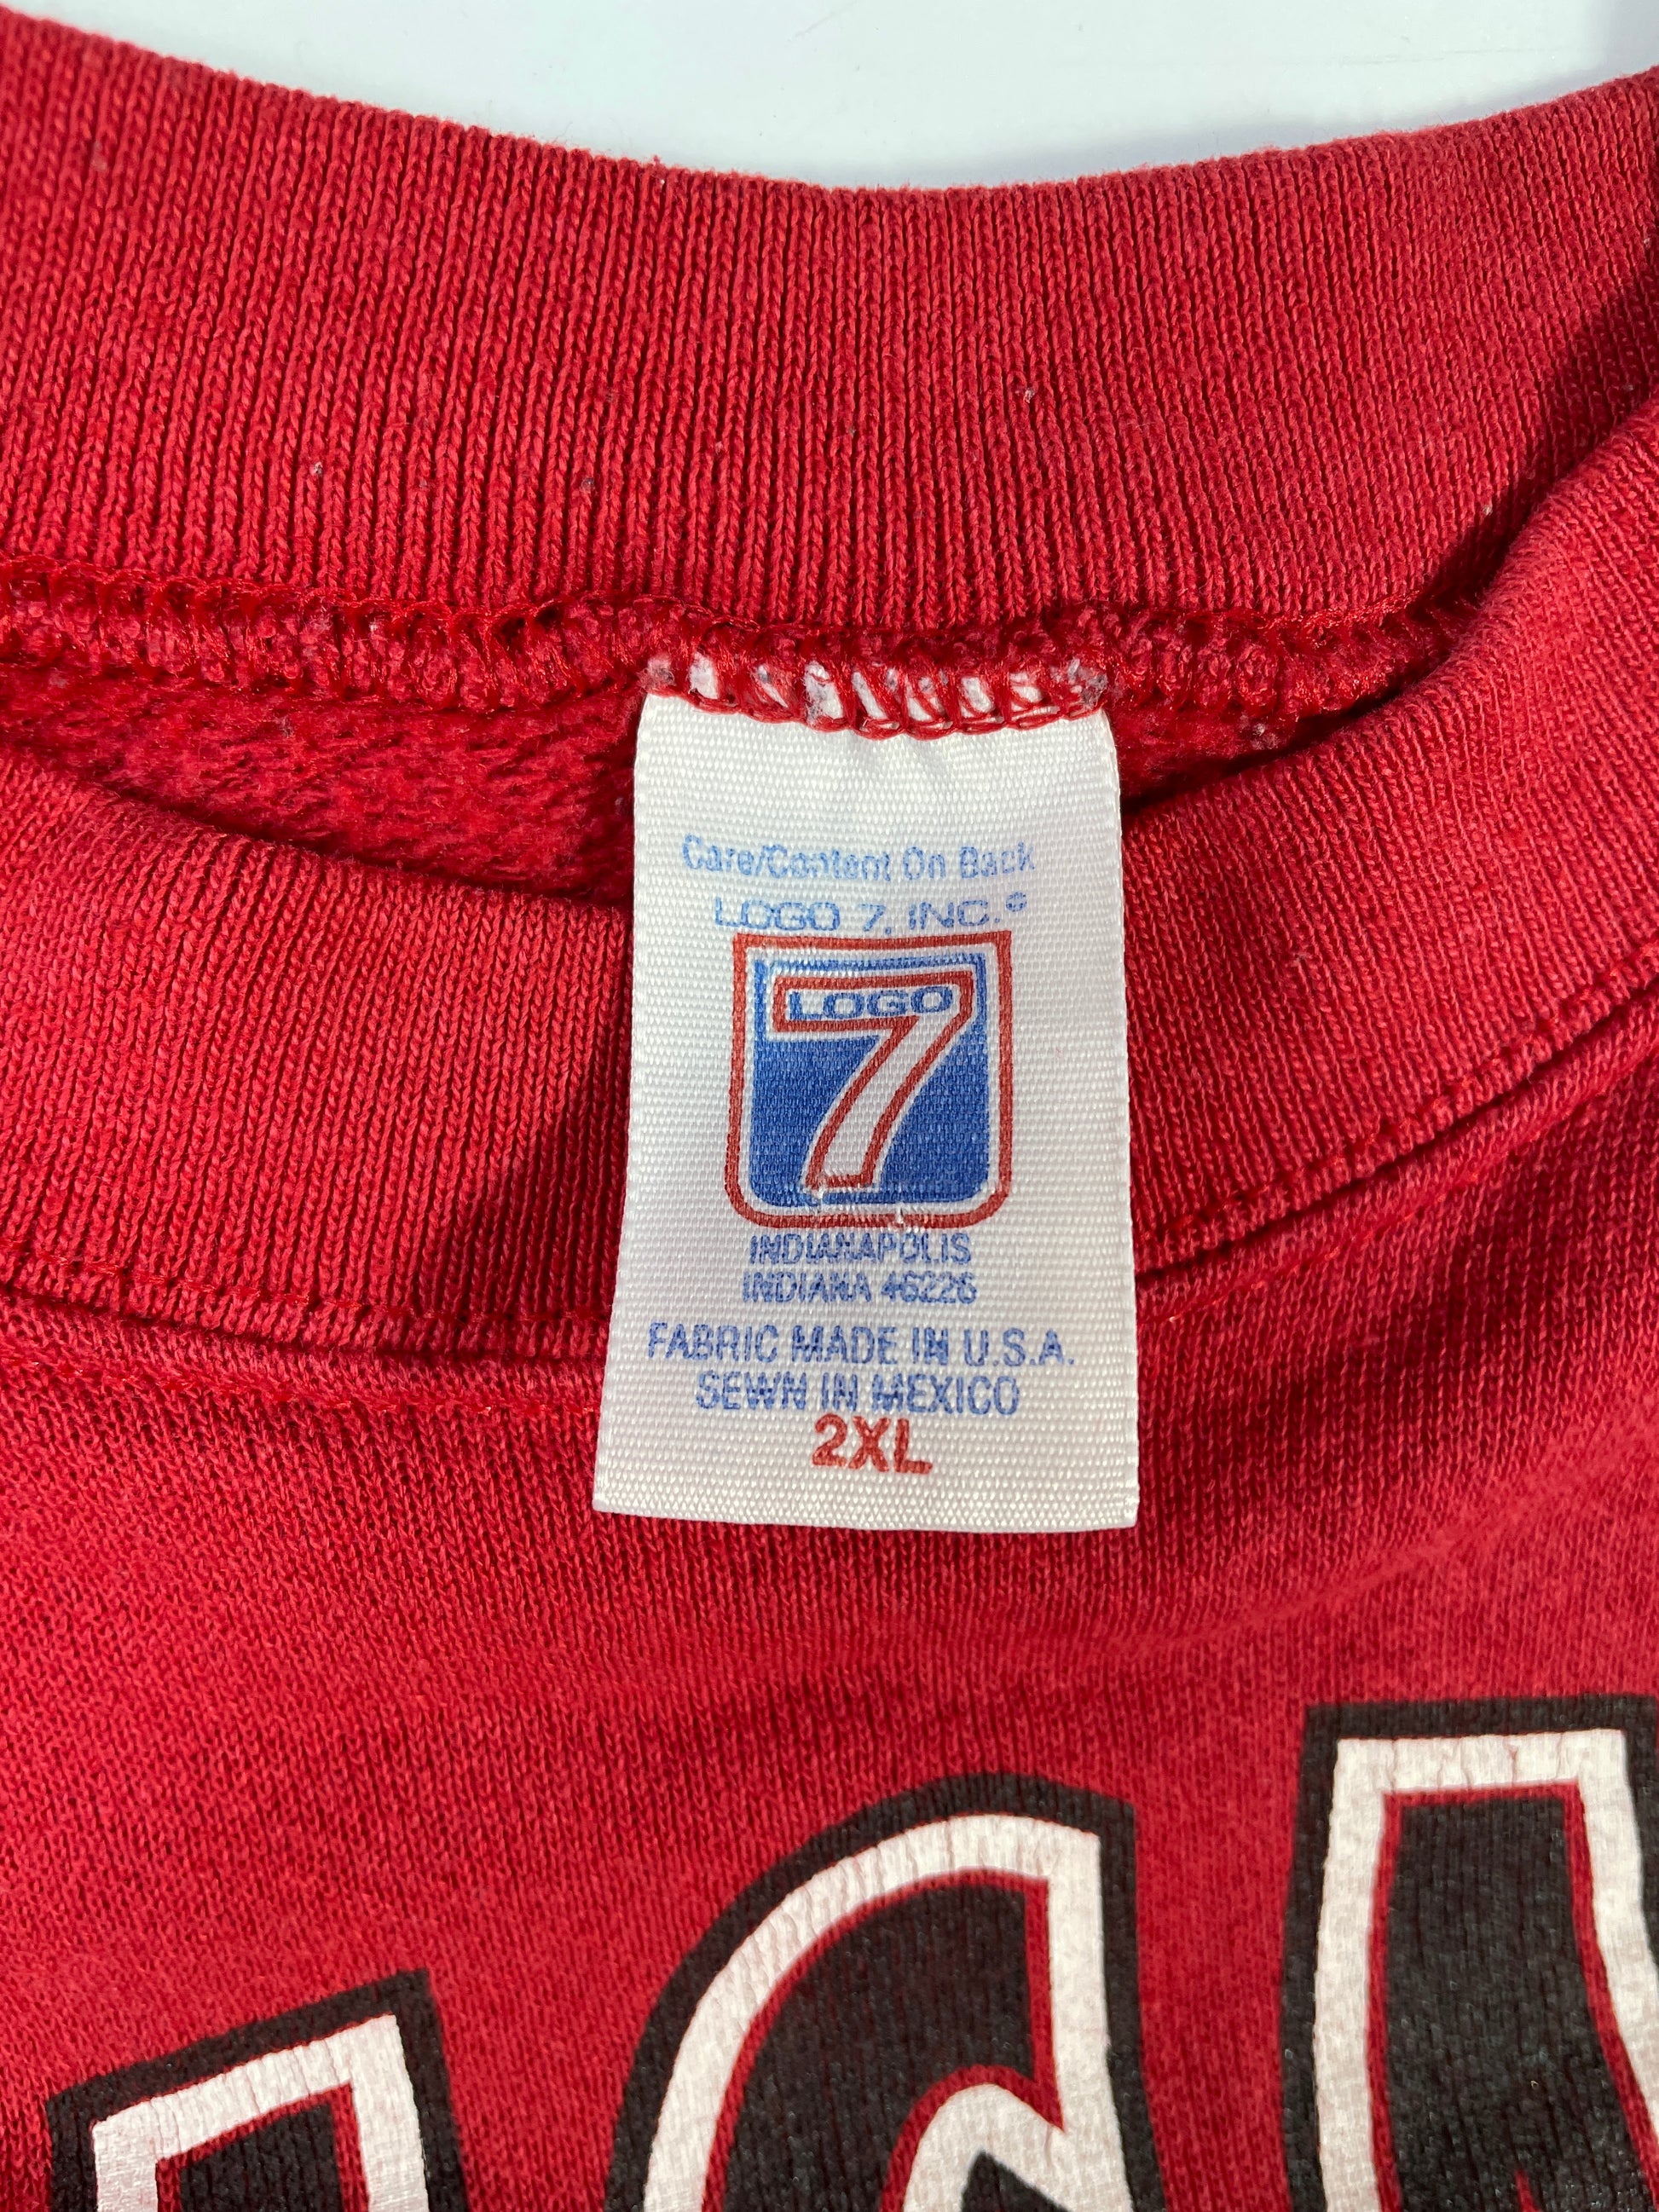 Care/Content On Back
LOGO 7, INC.®
LOGO
7
INDIANAPOLIS
INDIANA 46226
FABRIC MADE IN U.S.A.
SEWN IN MEXICO
2XL